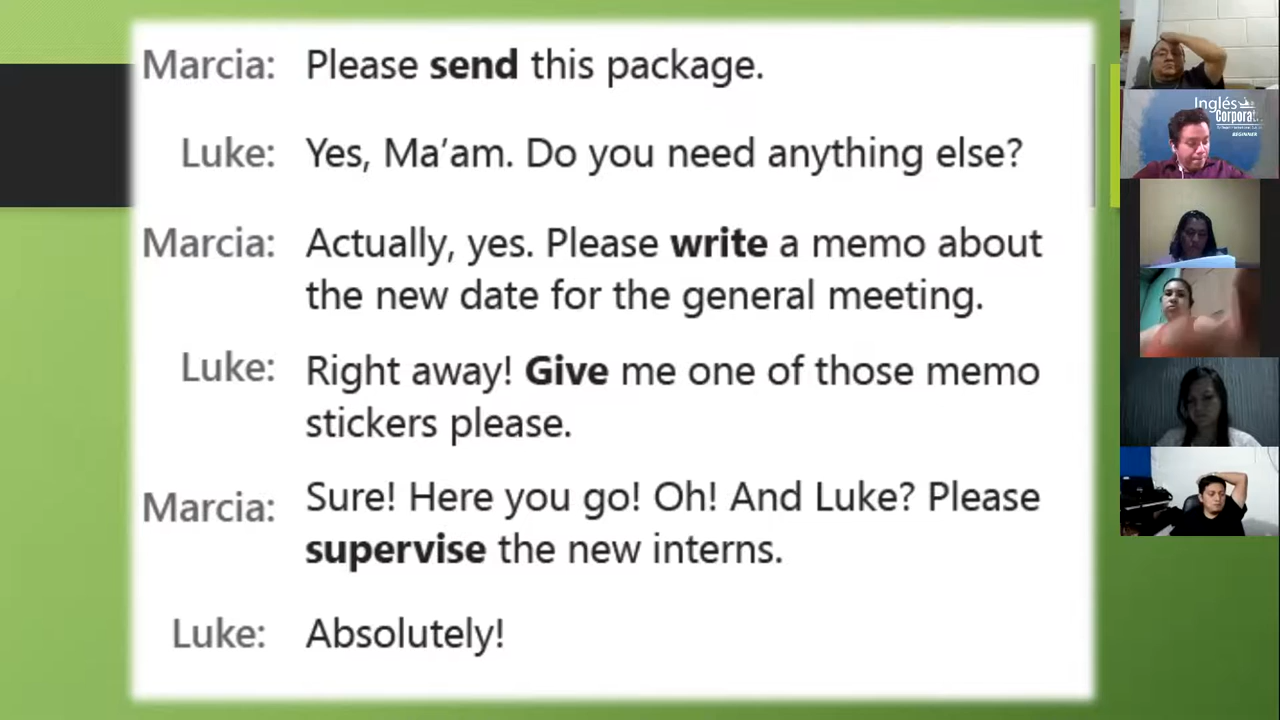 Marcia: Please send this package.
Luke: Yes, Ma’am. Do you need anything else?
Marcia: Actually, yes. Please write a memo about
the new date for the general meeting.
Luke: Right away! Give me one of those memo
stickers please.
Marcia: Sure! Here you go! Oh! And Luke? Please
supervise the new interns.
Luke: Absolutely!
Inglés
BEGINNER